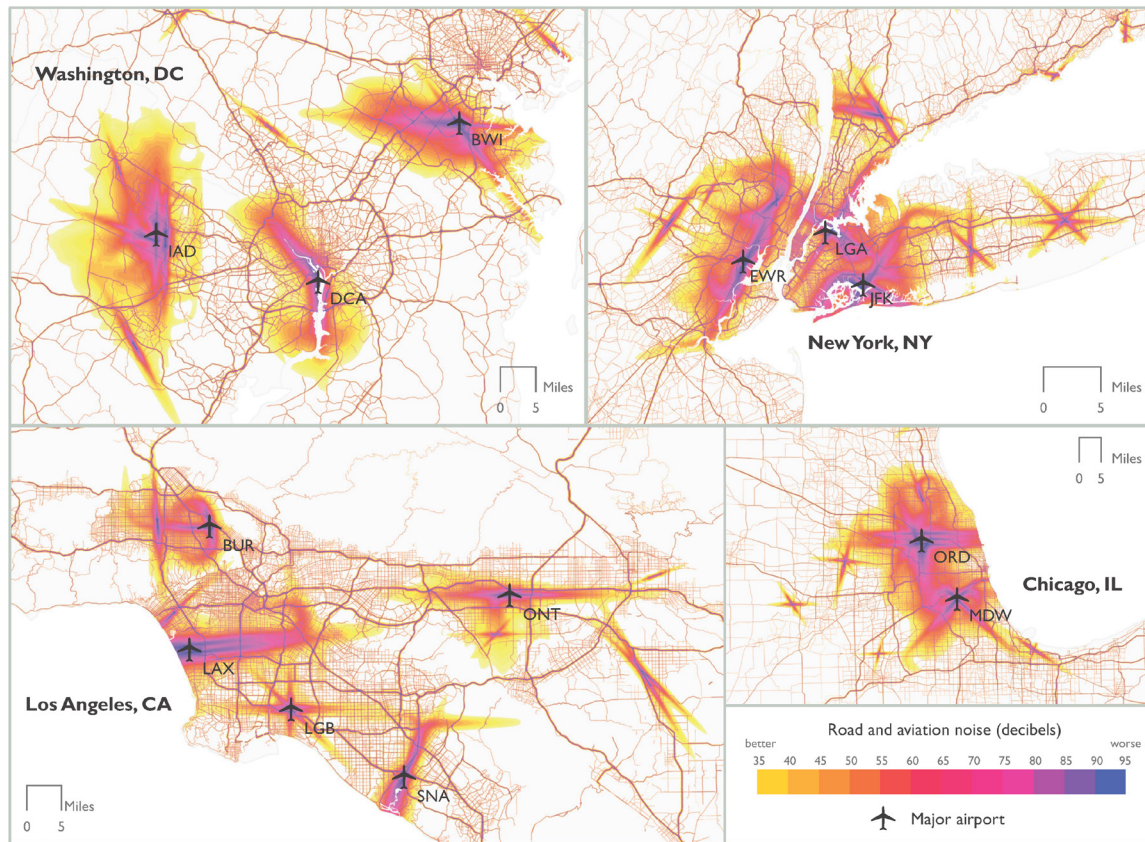 Washington, DC
BWI
IAD
DCA
Miles
0 5
LGA
EWR
JFK
New York, NY
Miles
0 5
BUR
ONT
LAX
Los Angeles, CA
LGB
SNA
Miles
0 5
Miles
0 5
ORD
Chicago, IL
MDW
Road and aviation noise (decibels)
better worse
35 40 45 50 55 60 65 70 75 80 85 90 95
Major airport